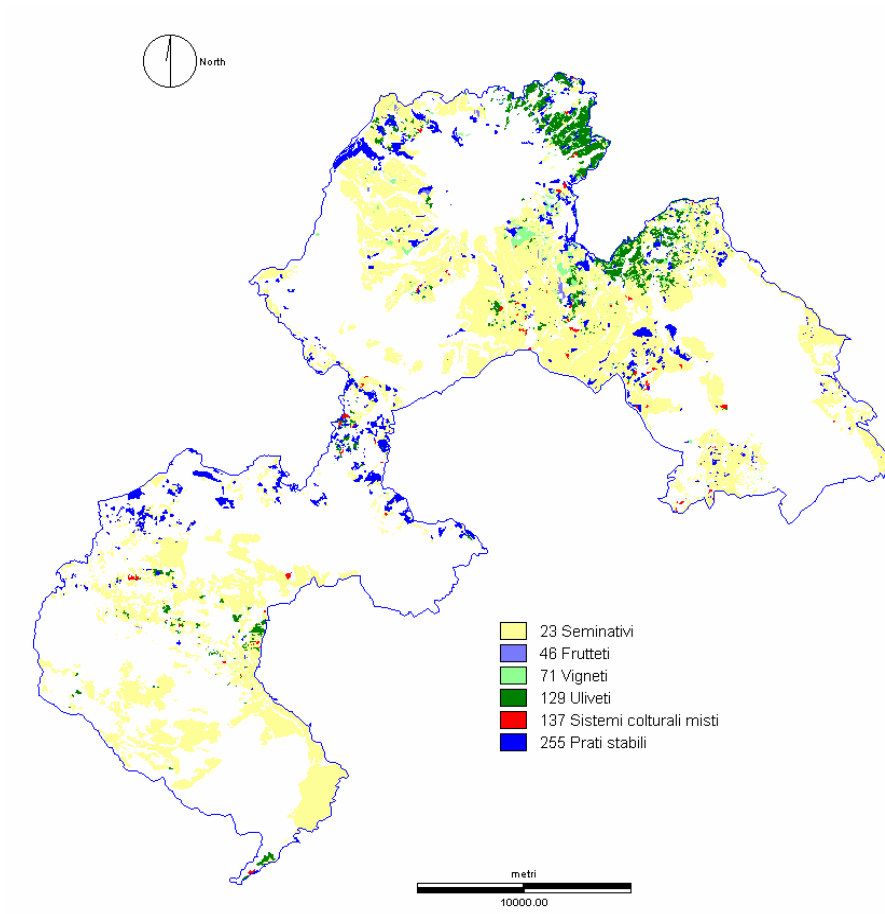 North
23 Seminativi
46 Frutteti
71 Vigneti
129 Uliveti
137 Sistemi colturali misti
255 Prati stabili
metri
10000.00